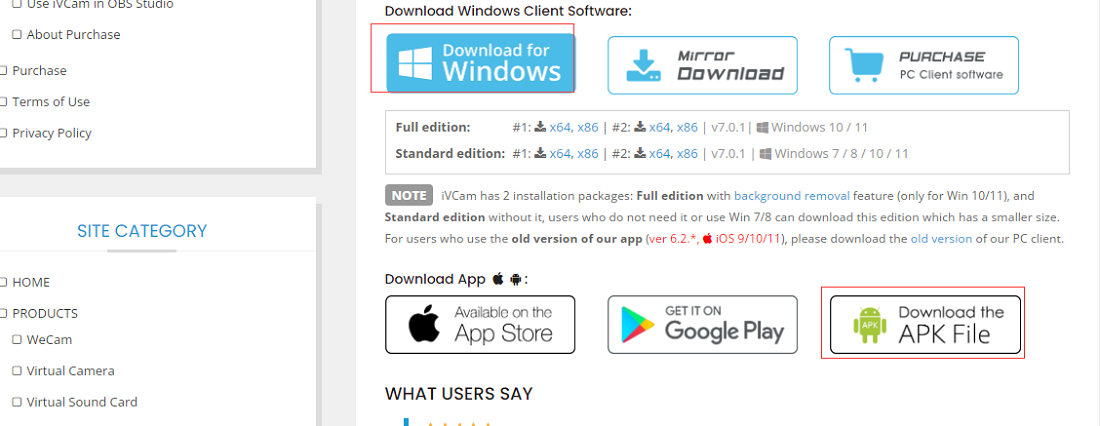 Use iVCam in OBS Studio
About Purchase
Purchase
Terms of Use
Privacy Policy
SITE CATEGORY
HOME
PRODUCTS
WeCam
Virtual Camera
Virtual Sound Card
Download Windows Client Software:
Download for
Windows
Mirror
Download
PURCHASE
PC Client software
Full edition: #1: x64, x86 | #2: x64, x86 | v7.0.1| Windows 10 / 11
Standard edition: #1: x64, x86 | #2: x64, x86 | v7.0.1 | Windows 7 / 8 / 10 / 11
NOTE iVCam has 2 installation packages: Full edition with background removal feature (only for Win 10/11), and
Standard edition without it, users who do not need it or use Win 7/8 can download this edition which has a smaller size.
For users who use the old version of our app (ver 6.2.*, iOS 9/10/11), please download the old version of our PC client.
Download App :
Available on the
App Store
GET IT ON
Google Play
APK
Download the
APK File
WHAT USERS SAY